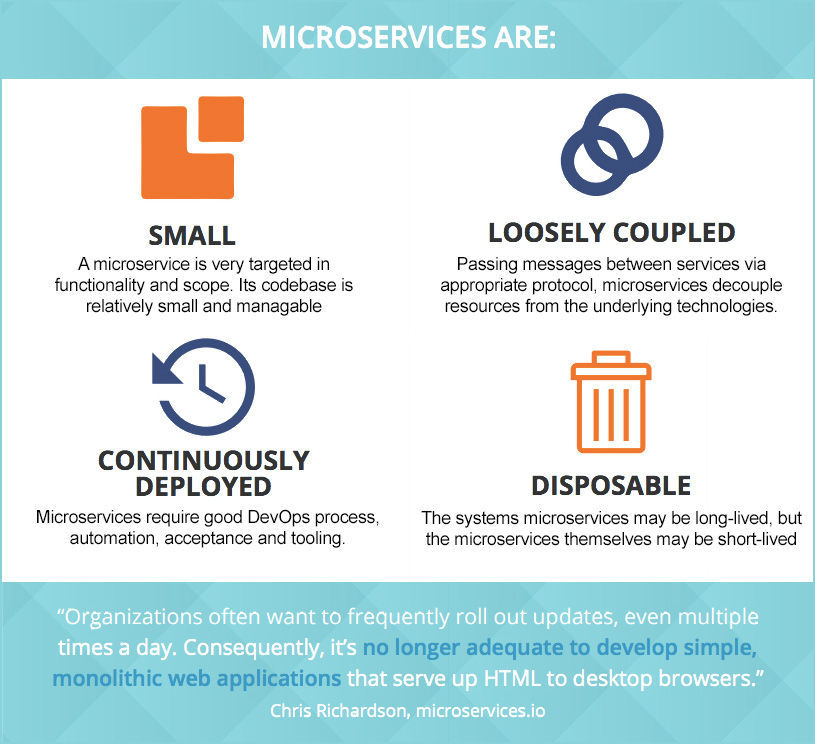 MICROSERVICES ARE:
SMALL
A microservice is very targeted in
functionality and scope. Its codebase is
relatively small and managable
LOOSELY COUPLED
Passing messages between services via
appropriate protocol, microservices decouple
resources from the underlying technologies.
CONTINUOUSLY
DEPLOYED
Microservices require good DevOps process,
automation, acceptance and tooling.
DISPOSABLE
The systems microservices may be long-lived, but
the microservices themselves may be short-lived
“Organizations often want to frequently roll out updates, even multiple
times a day. Consequently, it’s no longer adequate to develop simple,
monolithic web applications that serve up HTML to desktop browsers.”
Chris Richardson, microservices.io